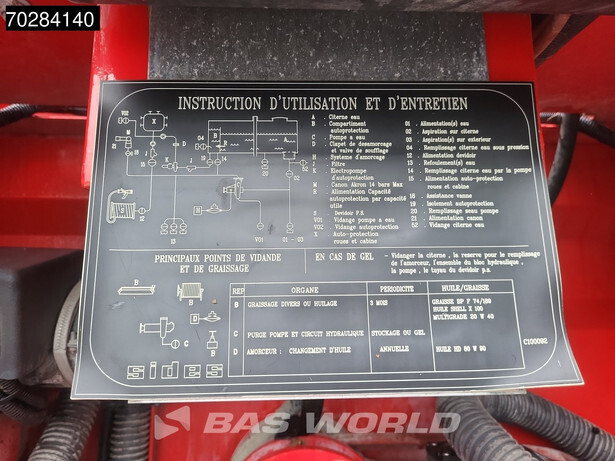 70284140
INSTRUCTION D'UTILISATION ET D'ENTRETIEN
A . Citerne eau
B . Compartiment autoprotection
C . Pompe a eau
D . Clapet de desamorcage et valve de soufflage
H . Systeme d'amorcage
J . Filtre
K . Electropompe d'autoprotection
M . Canon Akron 14 bars Max
R . Alimentation Capacité autoprotection par capacité utile
S . Devidoir P.S
V01 . Vidange pompe a eau
V02 . Vidange autoprotection
X . Auto-protection roues et cabine
01 . Alimentation(s) eau
02 . Aspiration sur citerne
03 . Aspiration(s) sur exterieur
04 . Remplissage citerne eau sous pression
12 . Alimentation devidoir
13 . Refoulement(s) eau
14 . Remplissage citerne eau par la pompe
15 . Alimentation auto-protection roues et cabine
18 . Assistance vanne
19 . Isolement autoprotection
20 . Remplissage seau pompe
21 . Alimentation canon
52 . Vidange citerne eau
PRINCIPAUX POINTS DE VIDANGE
ET DE GRAISSAGE
EN CAS DE GEL
- Vidanger la citerne, la reserve pour le remplissage
de l'amorceur, l'ensemble du bloc hydraulique,
la pompe, le tuyau du devidoir p.s
REF ORGANE PERIODICITE HUILE/GRAISSE
B GRAISSAGE DIVERS OU HUILAGE 3 MOIS GRAISSE BP F 74/189
HUILE SHELL X 100
MULTIGRADE 20 W 40
C PURGE POMPE ET CIRCUIT HYDRAULIQUE STOCKAGE OU GEL
D AMORCEUR : CHANGEMENT D'HUILE ANNUELLE HUILE HD 80 W 90
C100092
BAS WORLD